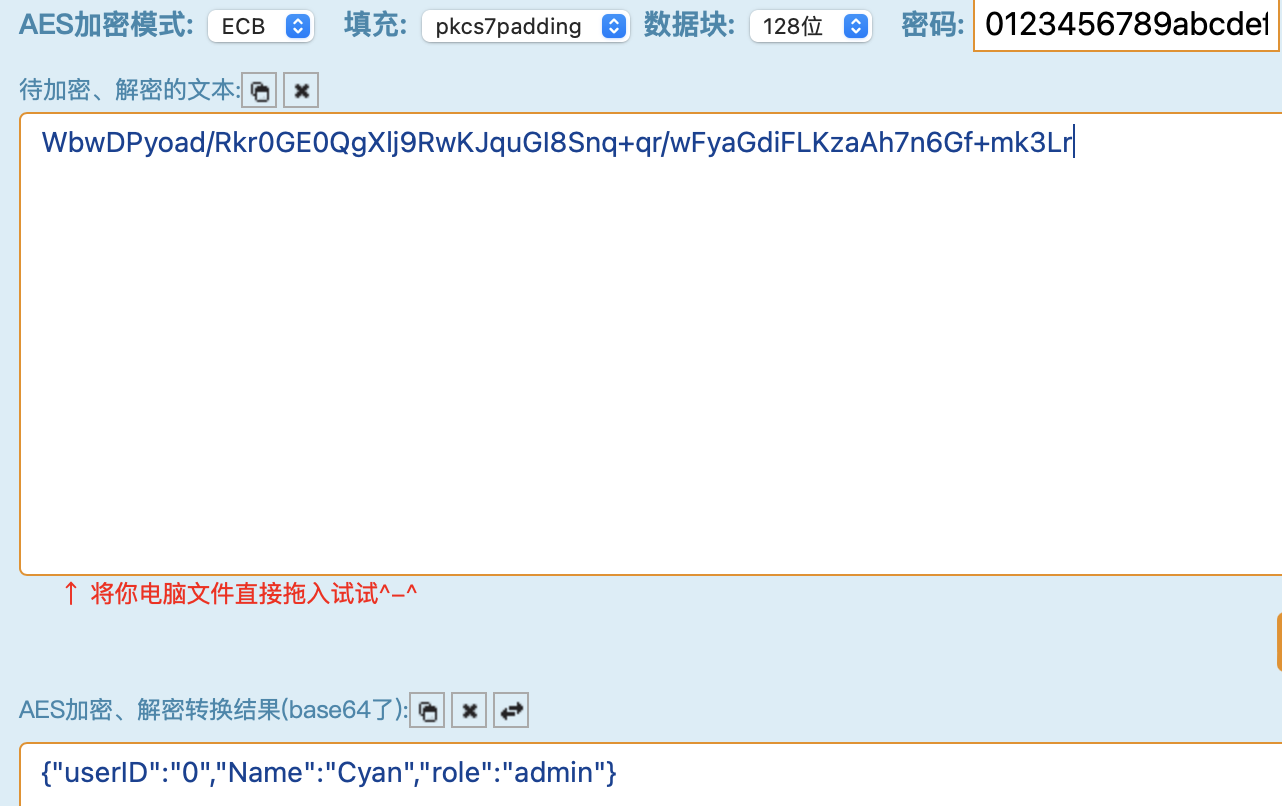 AES加密模式: ECB 填充: pkcs7padding 数据块: 128位 密码: 0123456789abcdef
待加密、解密的文本:
WbwDPyoad/Rkr0GE0QgXlj9RwKJquGI8Snq+qr/wFyaGdiFLKzaAh7n6Gf+mk3Lr
↑ 将你电脑文件直接拖入试试^-^
AES加密、解密转换结果(base64了):
{"userID":"0","Name":"Cyan","role":"admin"}